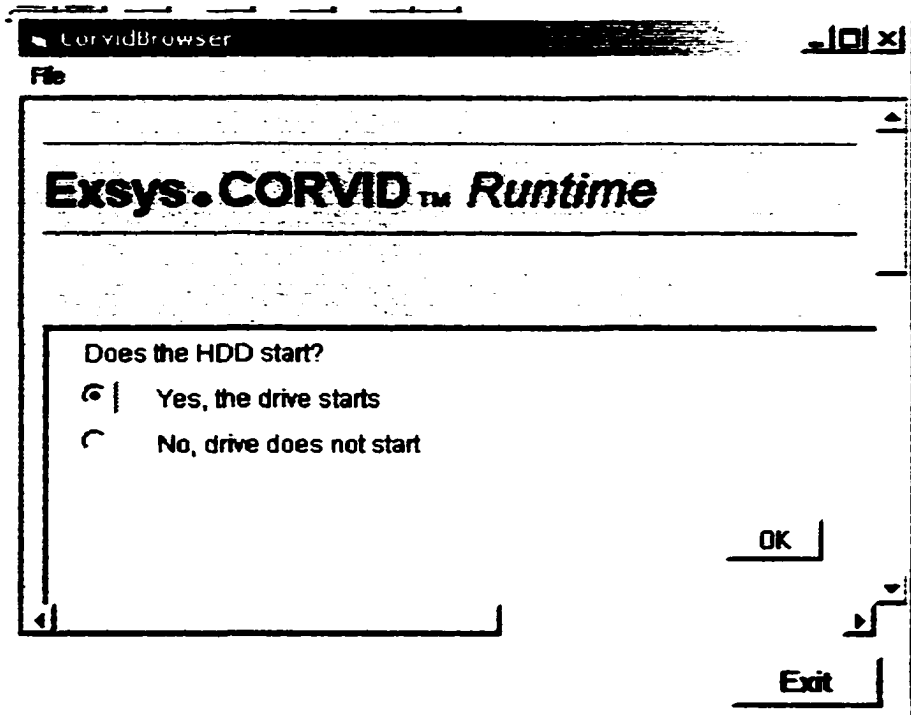 CorvidBrowser
File
Exsys CORVID™ Runtime
Does the HDD start?
Yes, the drive starts
No, drive does not start
OK
Exit